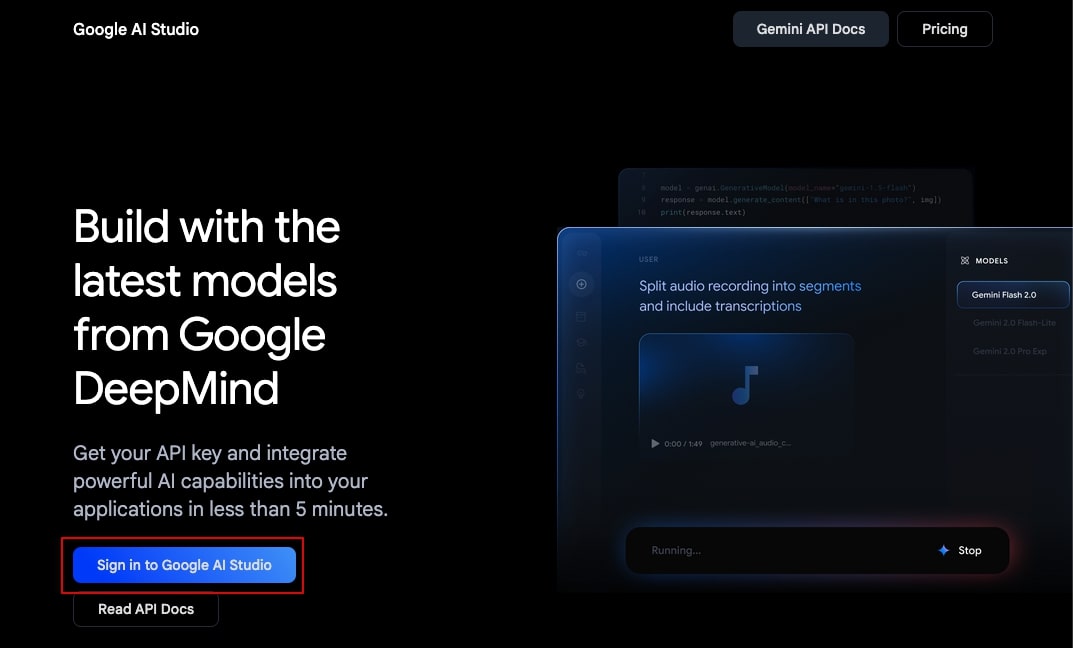 Google AI Studio
Gemini API Docs
Pricing
7
8 model = genai.GenerativeModel(model_name="gemini-1.5-flash")
9 response = model.generate_content(["What is in this photo?", img])
10 print(response.text)
Build with the
latest models
from Google
DeepMind
Get your API key and integrate
powerful AI capabilities into your
applications in less than 5 minutes.
Sign in to Google AI Studio
Read API Docs
USER
Split audio recording into segments
and include transcriptions
0:00 / 1:49 generative-ai_audio_c...
MODELS
Gemini Flash 2.0
Gemini 2.0 Flash-Lite
Gemini 2.0 Pro Exp
Running...
Stop